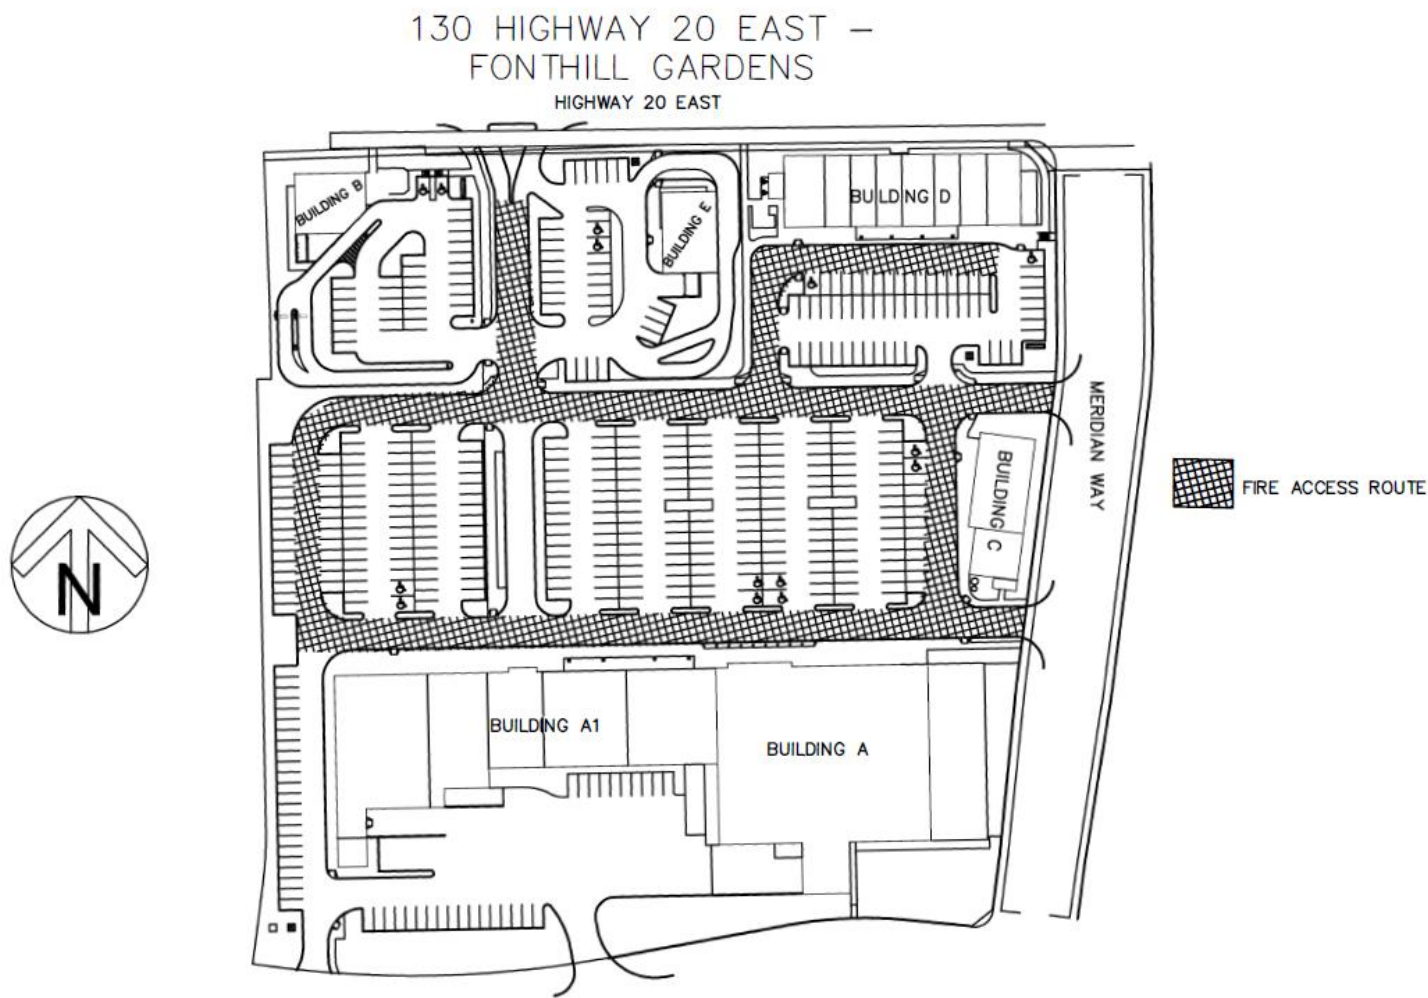 130 HIGHWAY 20 EAST –
FONTHILL GARDENS
HIGHWAY 20 EAST
BUILDING B
BUILDING E
BUILDING D
MERIDIAN WAY
BUILDING C
FIRE ACCESS ROUTE
N
BUILDING A1
BUILDING A